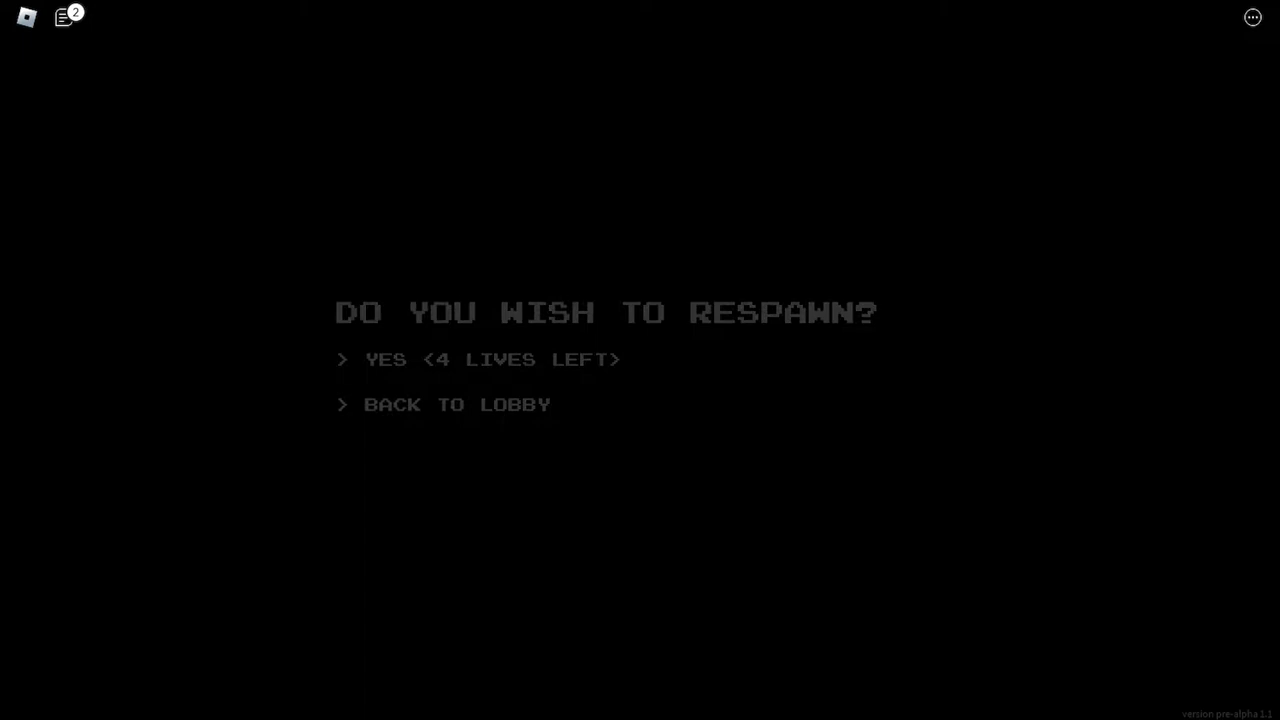 2
DO YOU WISH TO RESPAWN?
> YES <4 LIVES LEFT>
> BACK TO LOBBY
version pre-alpha 1.1